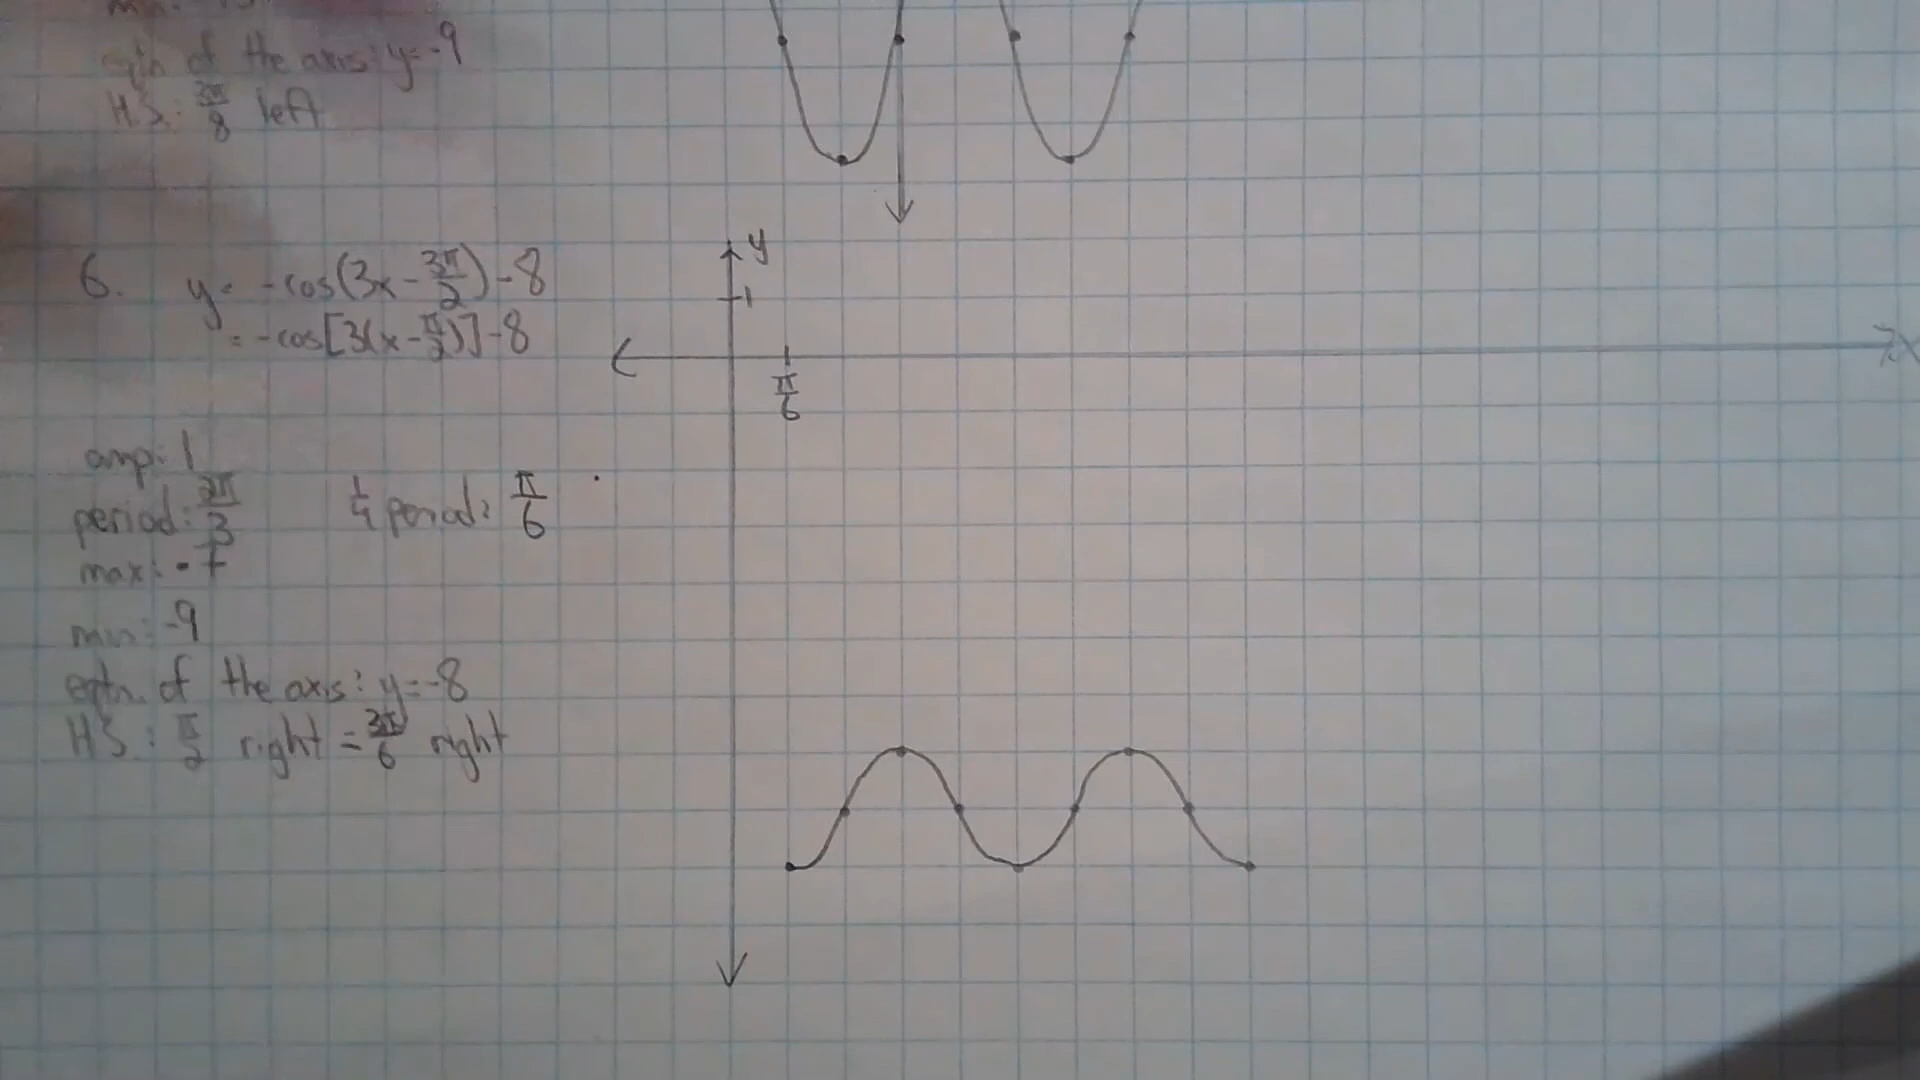 eqtn of the axis: y=-9
H.S.: 3π/8 left
6. y= -cos(3x-3π/2)-8
= -cos[3(x-π/2)]-8
y
1
x
π/6
amp: 1
period: 2π/3 1/4 period: π/6
max: -7
min: -9
eqtn. of the axis: y=-8
H.S.: π/2 right = 3π/6 right